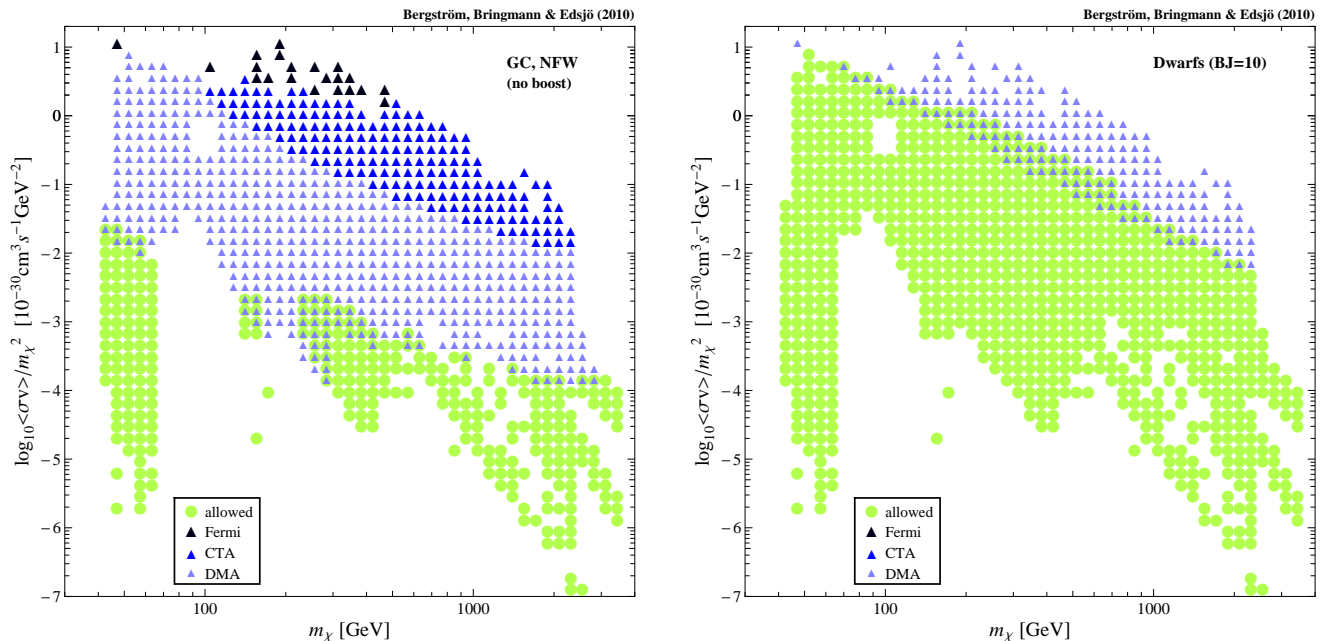 Bergström, Bringmann & Edsjö (2010)
GC, NFW
(no boost)
1
0
−1
−2
−3
−4
−5
−6
−7
log₁₀<σv>/mχ² [10⁻³⁰cm³s⁻¹GeV⁻²]
allowed
Fermi
CTA
DMA
100
1000
mχ [GeV]
Bergström, Bringmann & Edsjö (2010)
Dwarfs (BJ=10)
1
0
−1
−2
−3
−4
−5
−6
−7
log₁₀<σv>/mχ² [10⁻³⁰cm³s⁻¹GeV⁻²]
allowed
Fermi
CTA
DMA
100
1000
mχ [GeV]